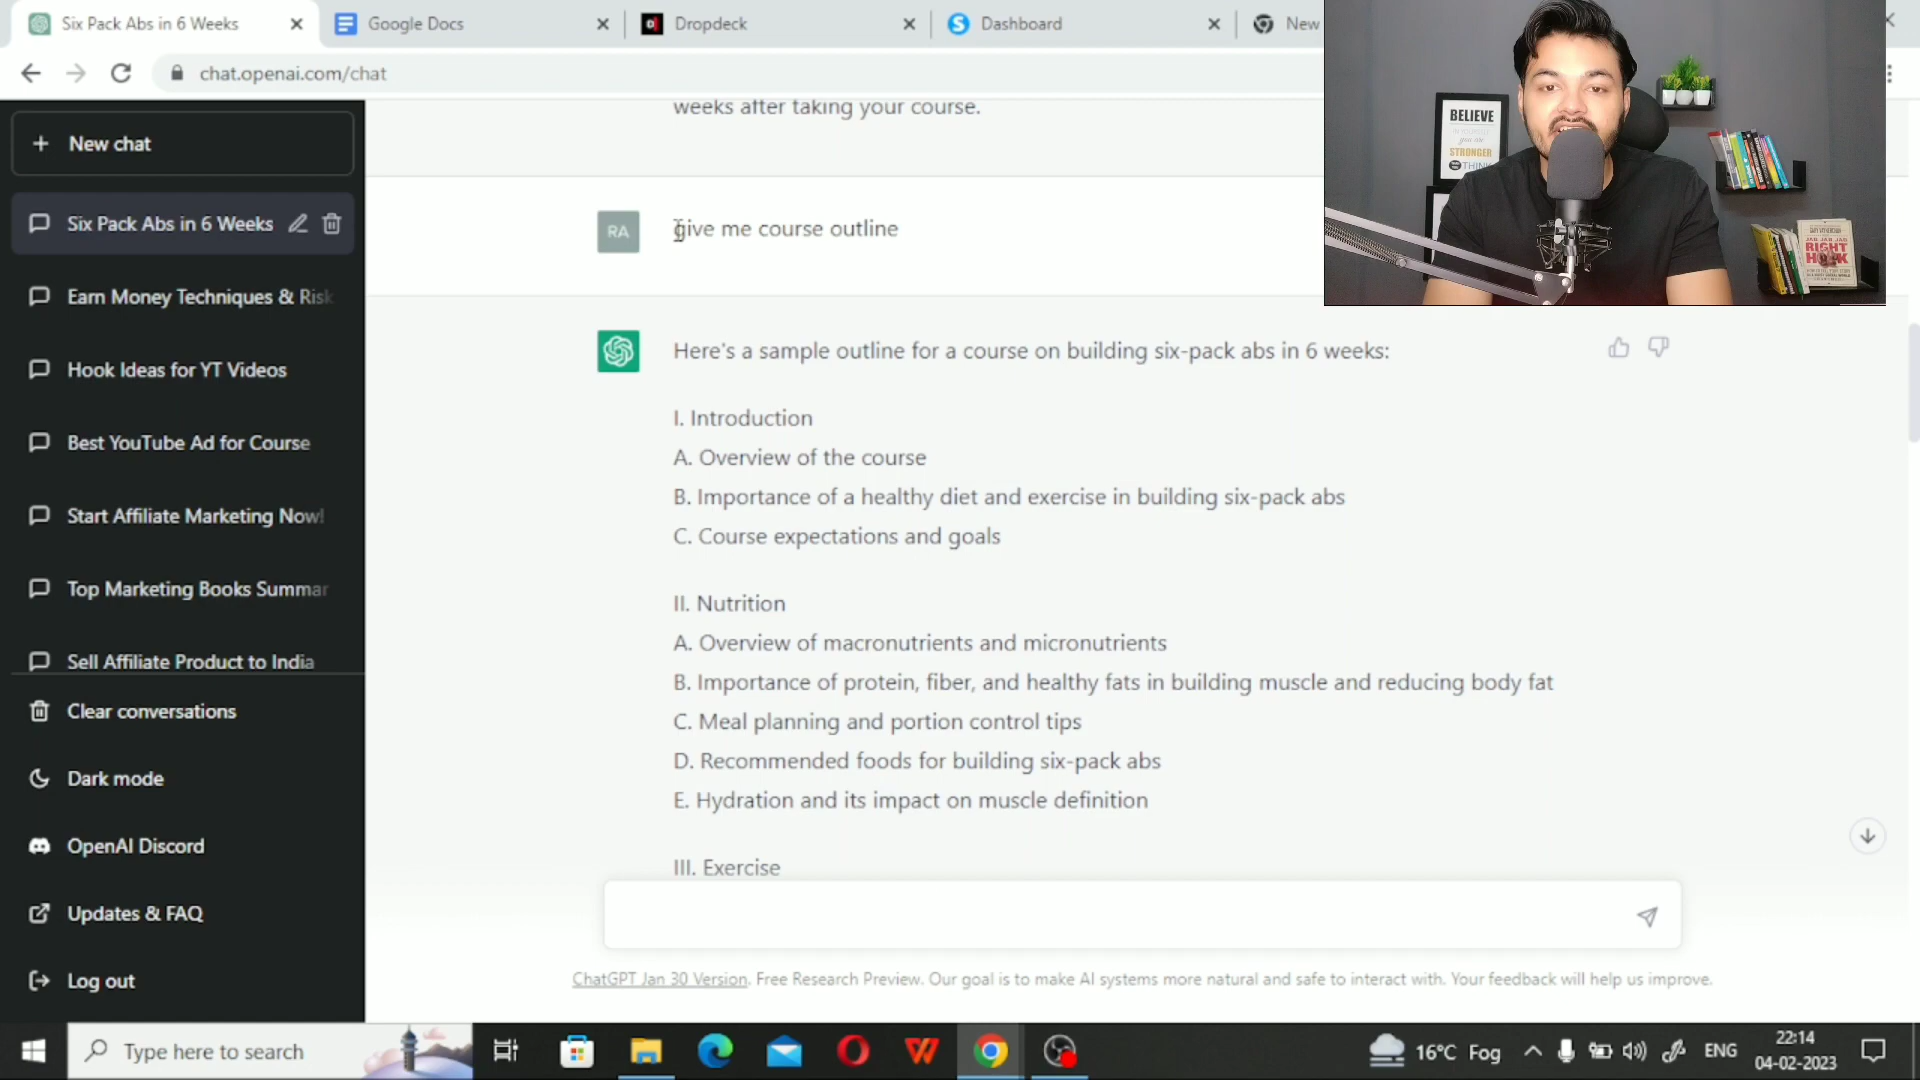 Six Pack Abs in 6 Weeks
Google Docs
Dropdeck
Dashboard
New
chat.openai.com/chat
New chat
Six Pack Abs in 6 Weeks
Earn Money Techniques & Risk
Hook Ideas for YT Videos
Best YouTube Ad for Course
Start Affiliate Marketing Now!
Top Marketing Books Summar
Sell Affiliate Product to India
Clear conversations
Dark mode
OpenAI Discord
Updates & FAQ
Log out
weeks after taking your course.
RA
give me course outline
Here's a sample outline for a course on building six-pack abs in 6 weeks:
I. Introduction
A. Overview of the course
B. Importance of a healthy diet and exercise in building six-pack abs
C. Course expectations and goals
II. Nutrition
A. Overview of macronutrients and micronutrients
B. Importance of protein, fiber, and healthy fats in building muscle and reducing body fat
C. Meal planning and portion control tips
D. Recommended foods for building six-pack abs
E. Hydration and its impact on muscle definition
III. Exercise
ChatGPT Jan 30 Version. Free Research Preview. Our goal is to make AI systems more natural and safe to interact with. Your feedback will help us improve.
BELIEVE
STRONGER
THINK
JAB JAB JAB
RIGHT
HOOK
Type here to search
16°C Fog
ENG
22:14
04-02-2023